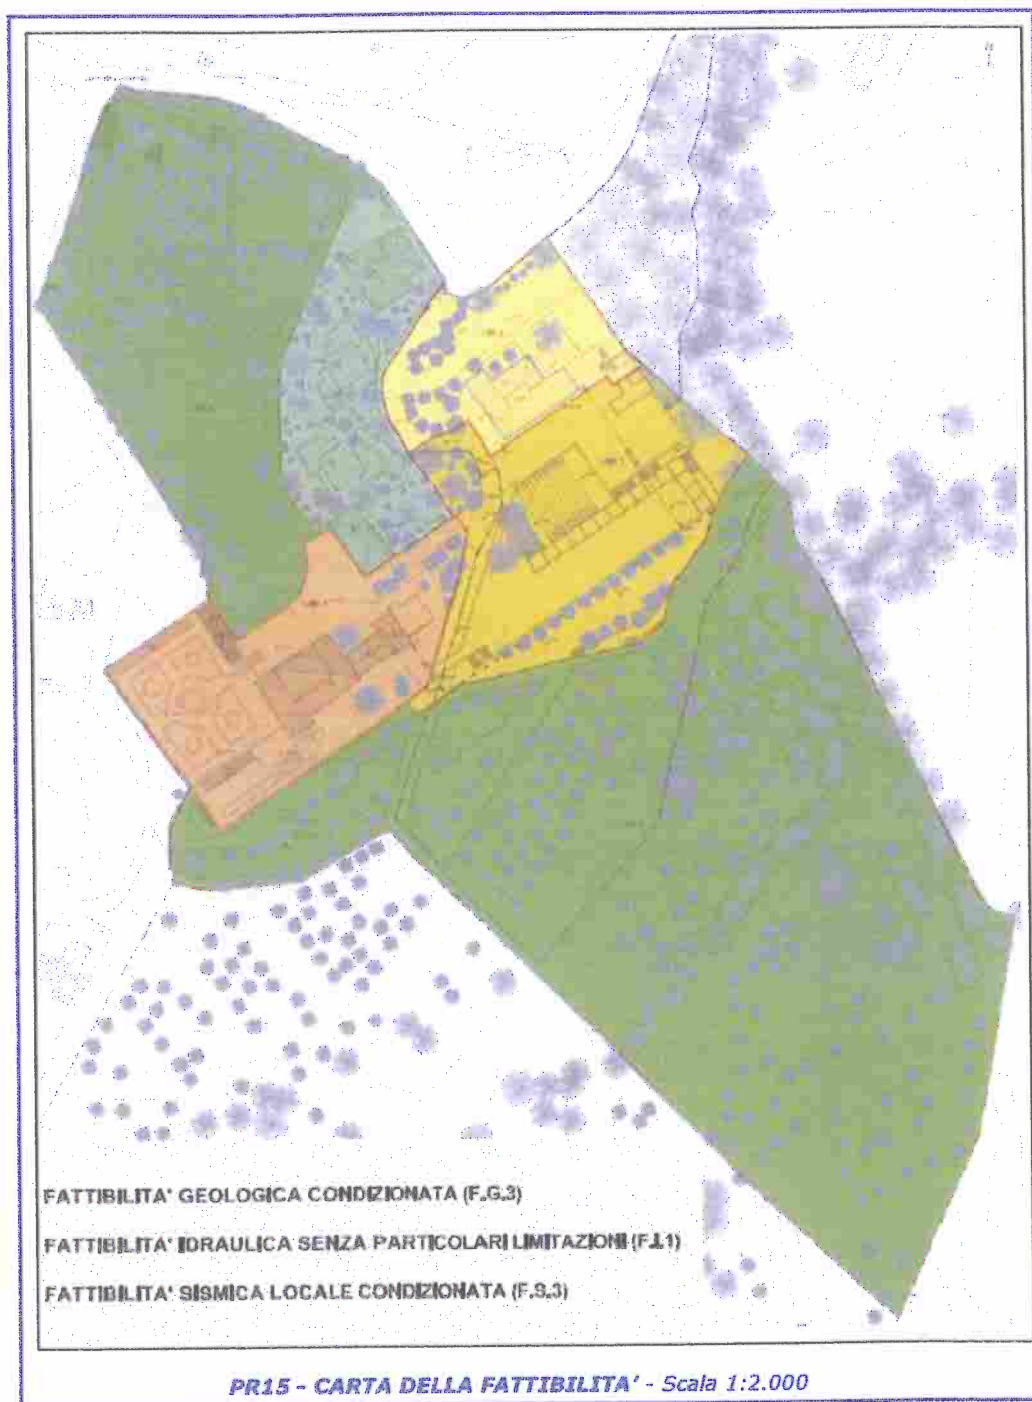 FATTIBILITA' GEOLOGICA CONDIZIONATA (F.G.3)
FATTIBILITA' IDRAULICA SENZA PARTICOLARI LIMITAZIONI (F.I.1)
FATTIBILITA' SISMICA LOCALE CONDIZIONATA (F.S.3)
PR15 - CARTA DELLA FATTIBILITA' - Scala 1:2.000